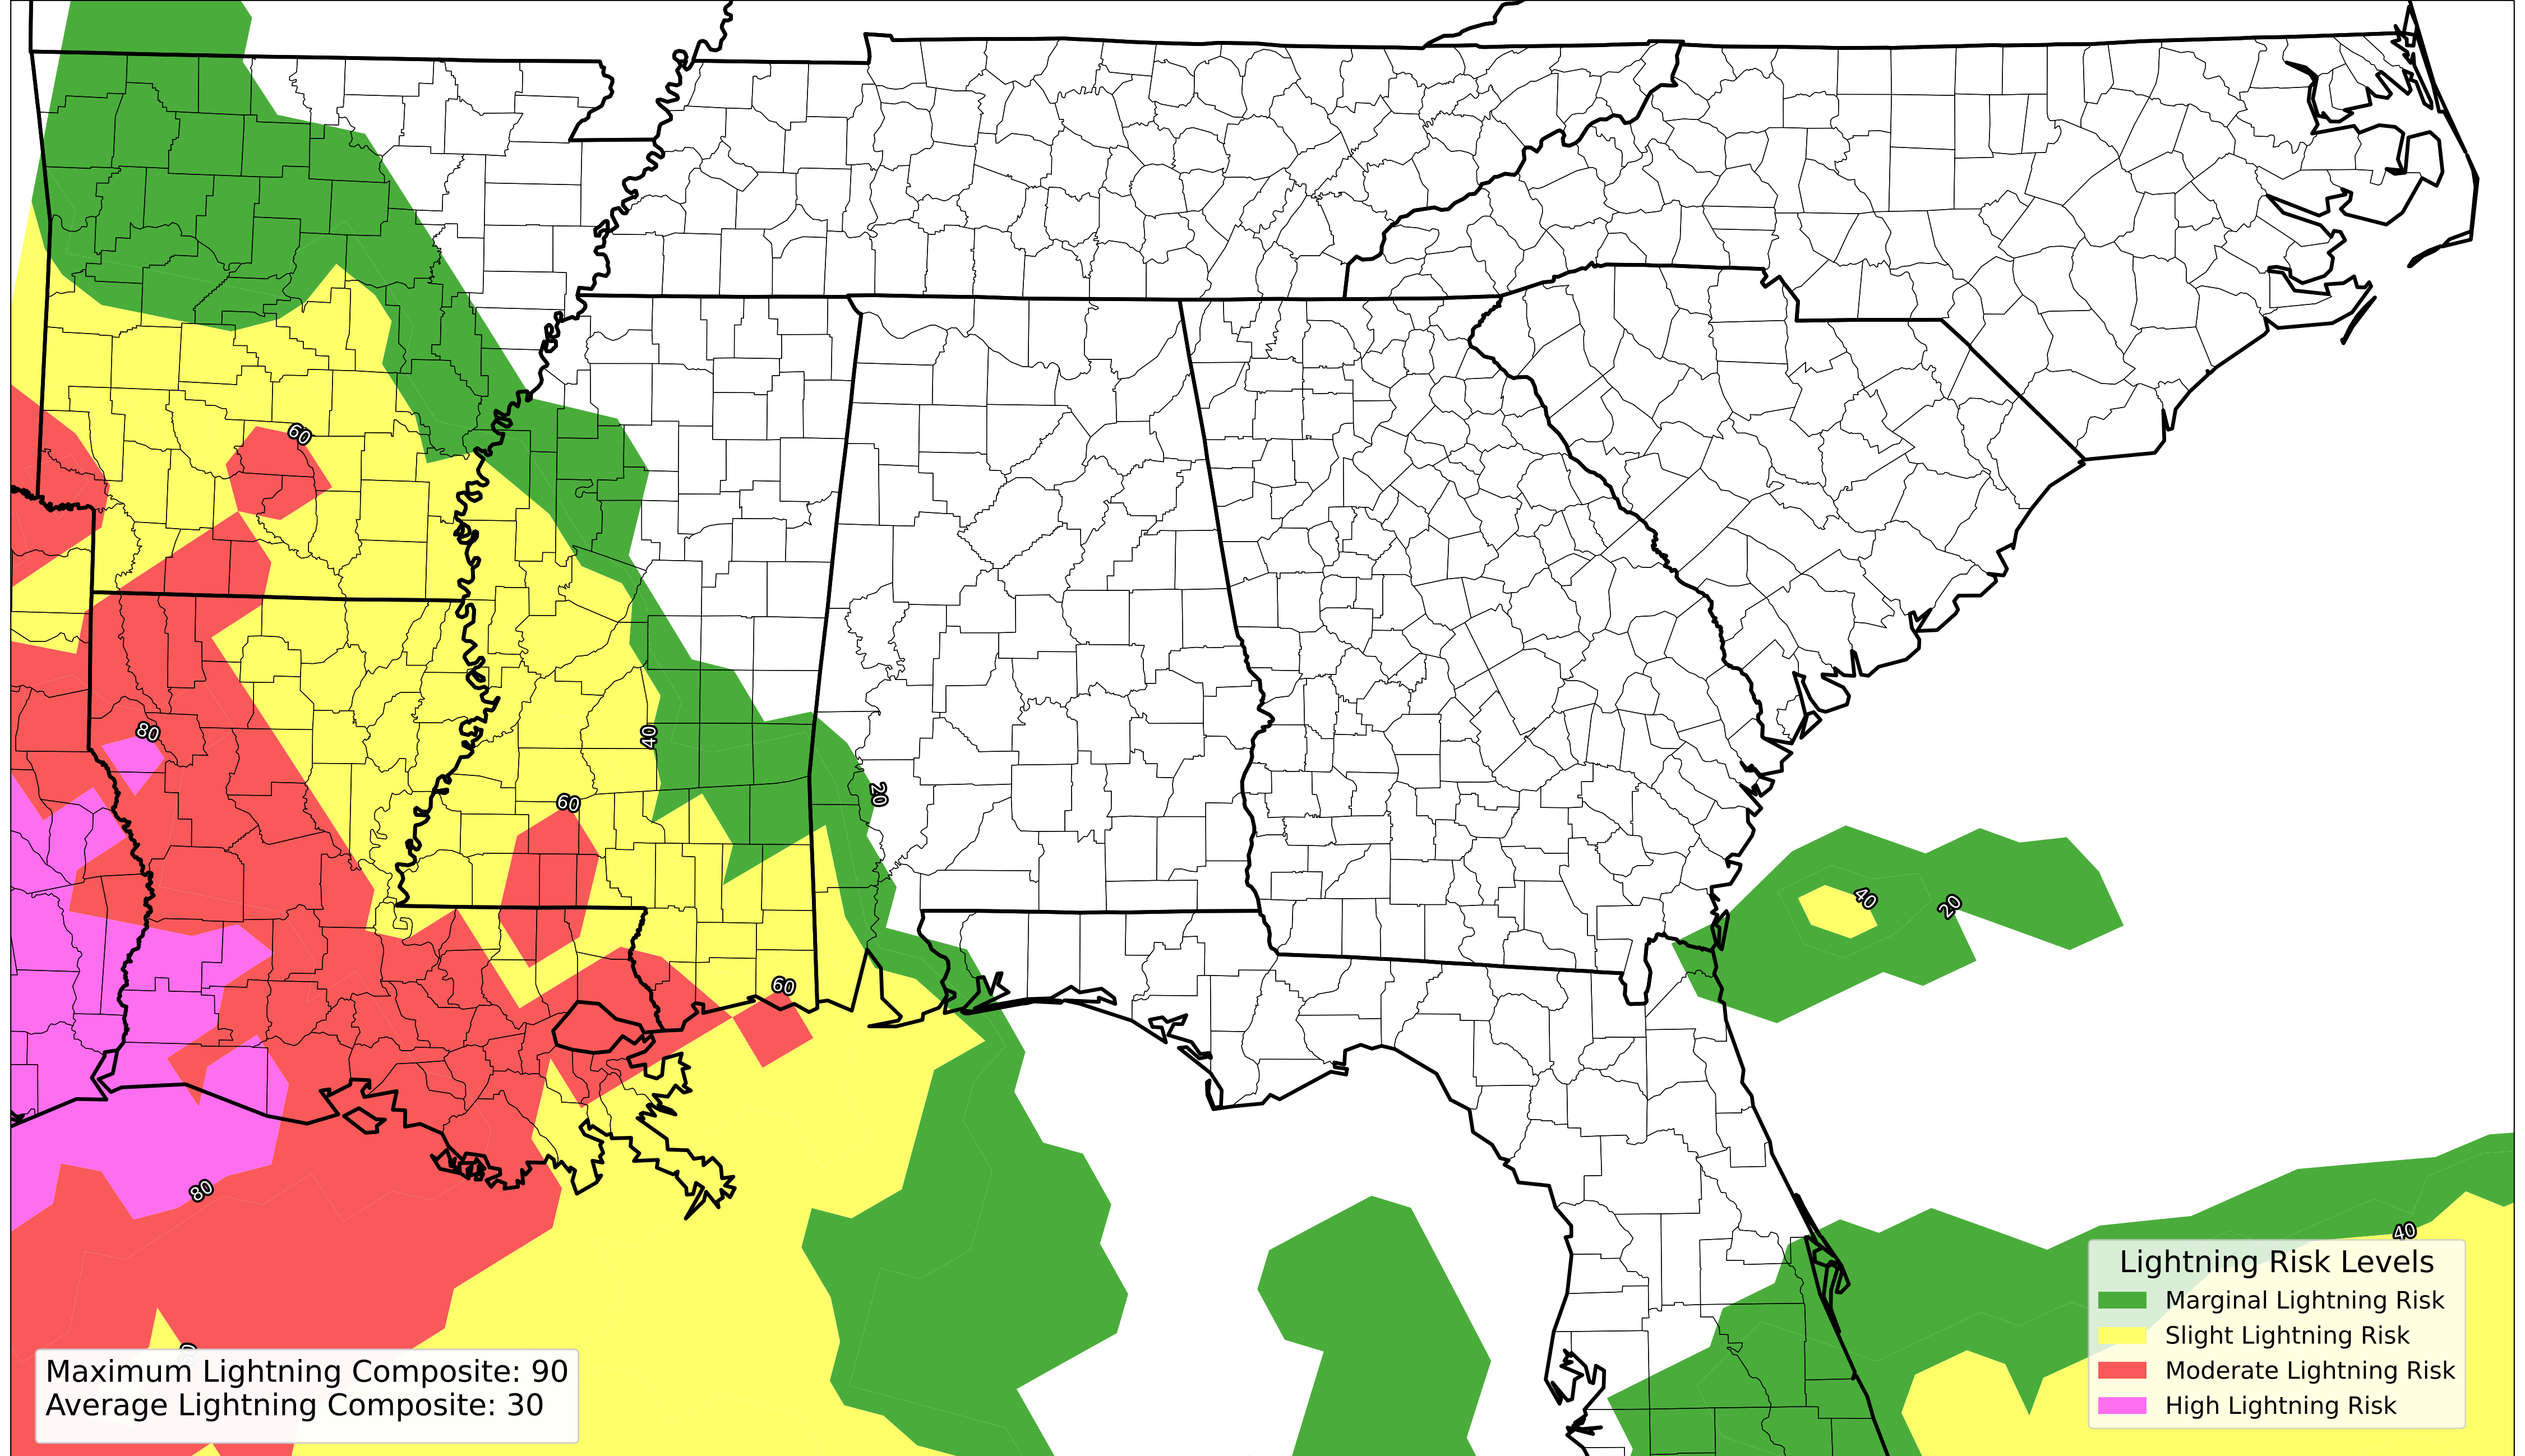 60
80
40
60
20
60
40
20
80
40
Lightning Risk Levels
Marginal Lightning Risk
Slight Lightning Risk
Moderate Lightning Risk
High Lightning Risk
Maximum Lightning Composite: 90
Average Lightning Composite: 30